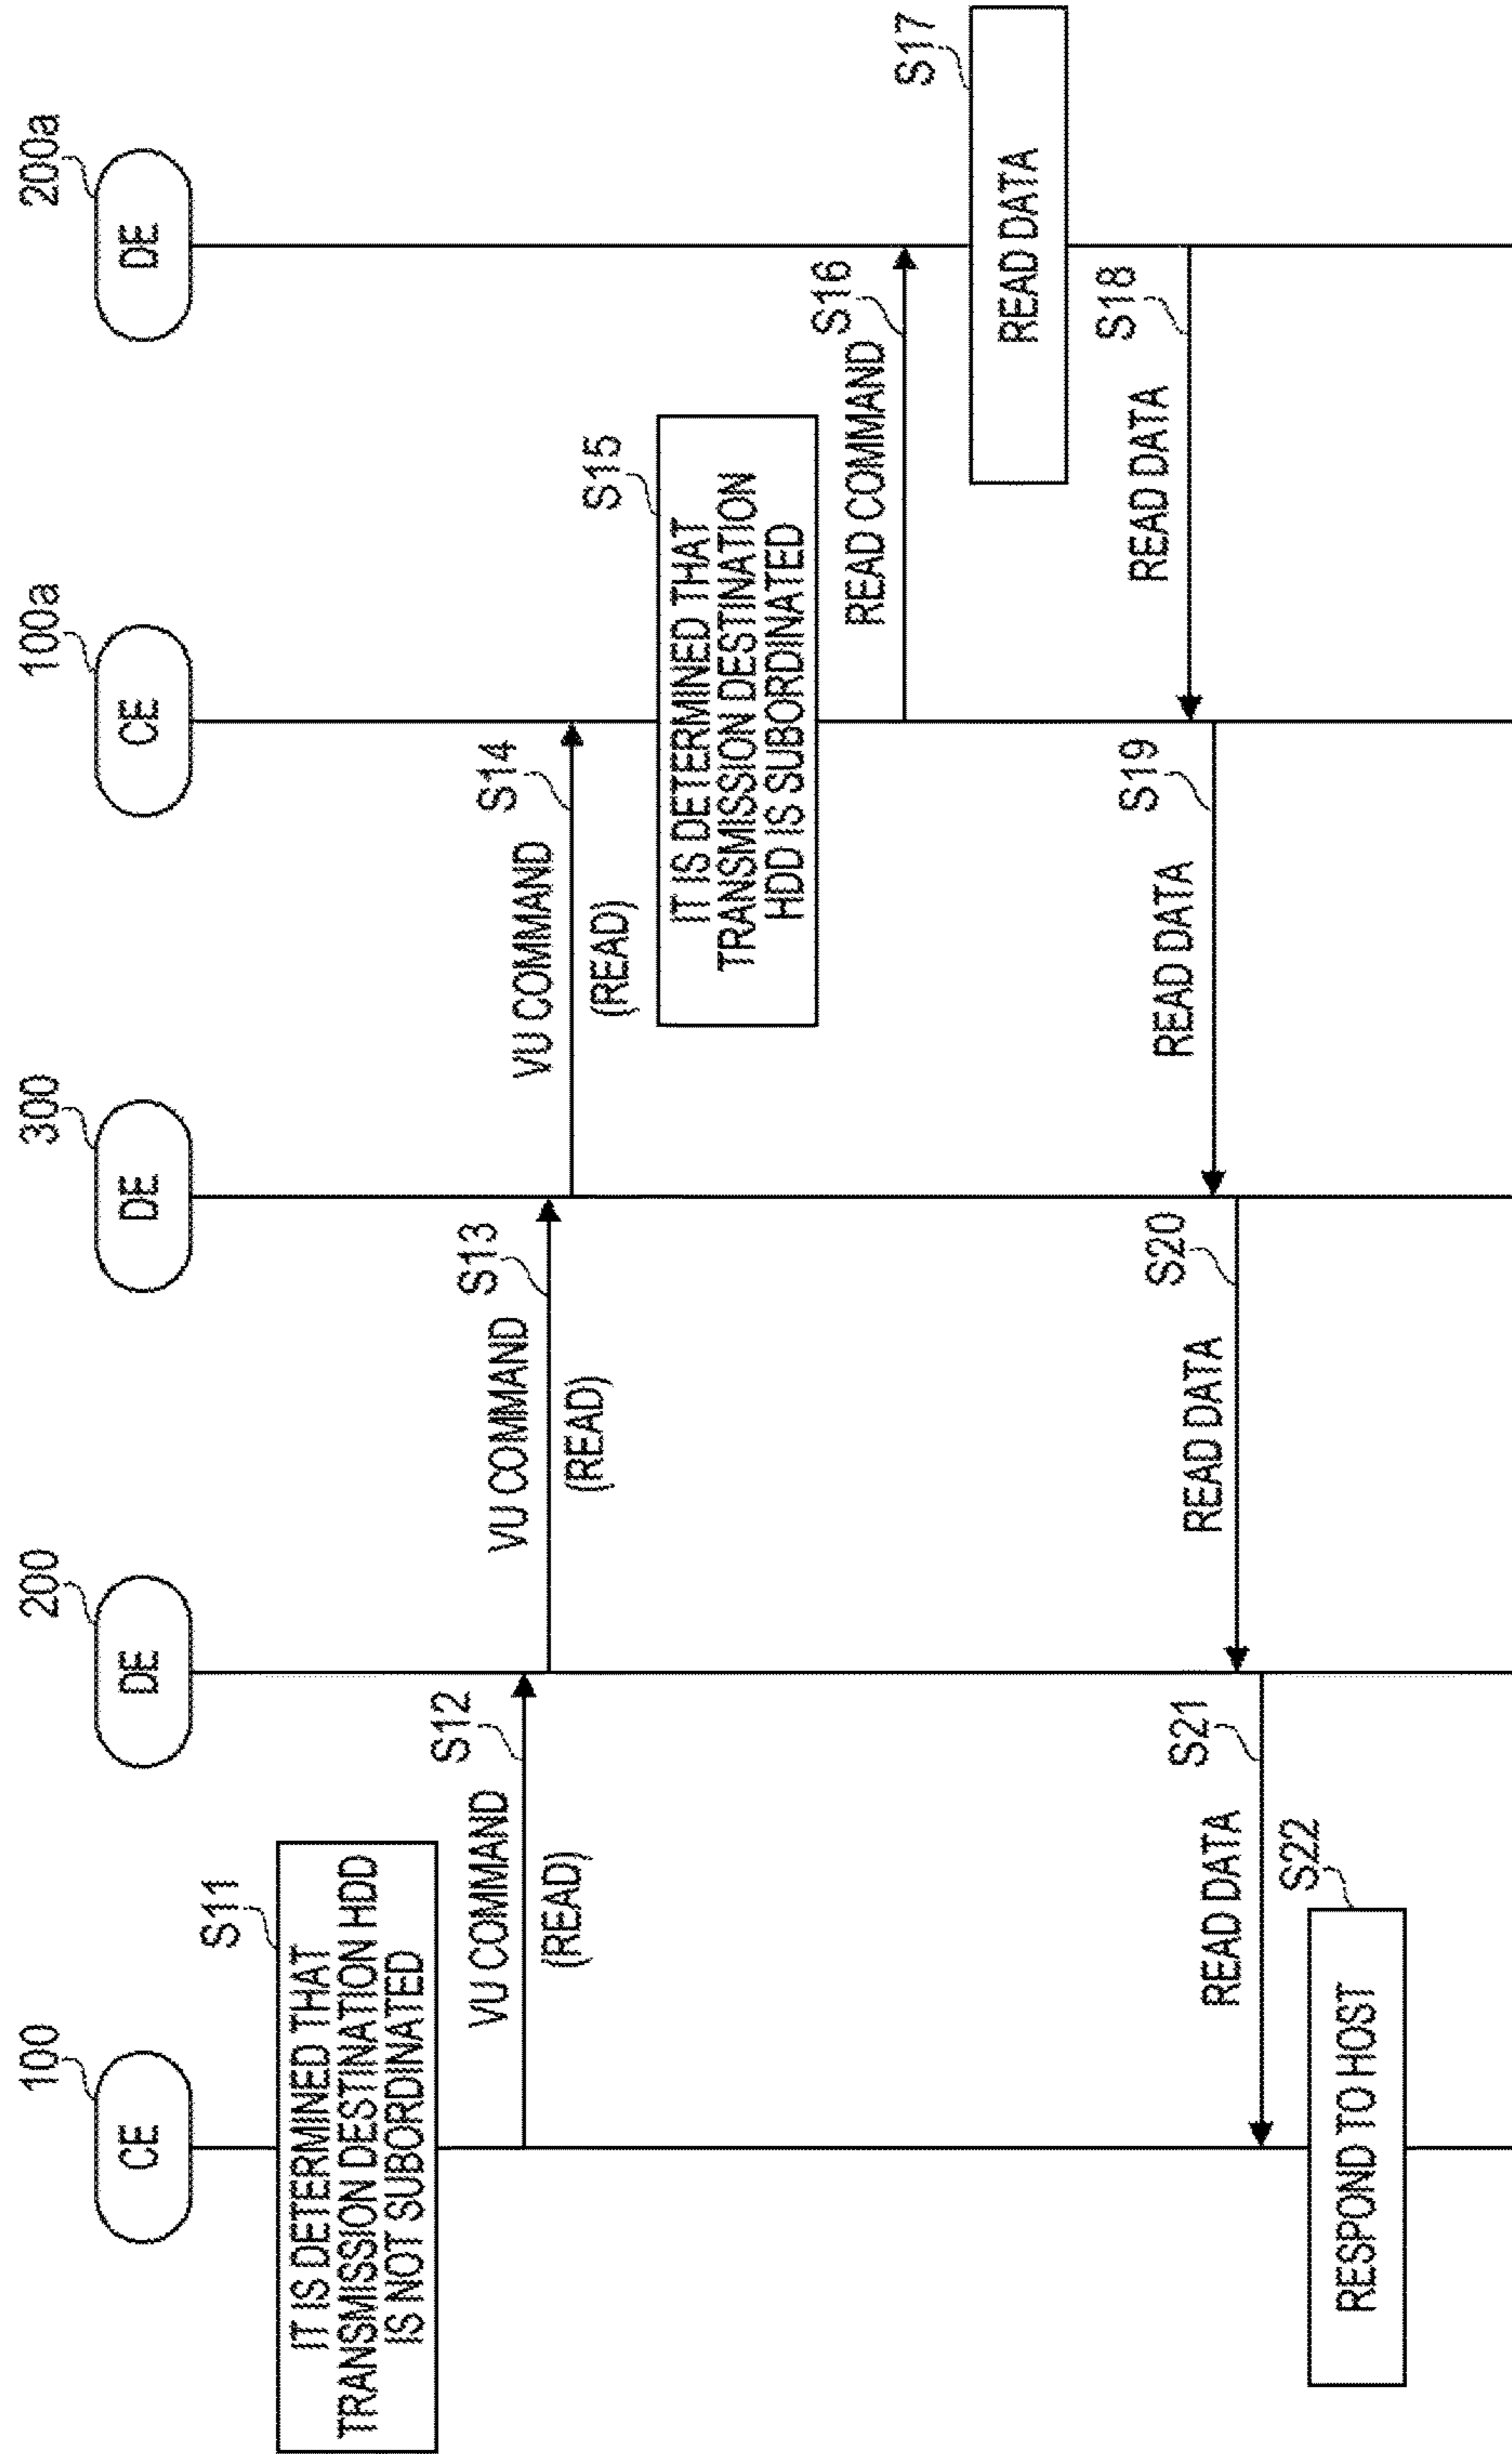 100
CE
200
DE
300
DE
100a
CE
200a
DE
S11
IT IS DETERMINED THAT
TRANSMISSION DESTINATION HDD
IS NOT SUBORDINATED
S12
VU COMMAND
(READ)
S13
VU COMMAND
(READ)
S14
VU COMMAND
(READ)
S15
IT IS DETERMINED THAT
TRANSMISSION DESTINATION
HDD IS SUBORDINATED
S16
READ COMMAND
S17
READ DATA
S18
READ DATA
S19
READ DATA
S20
READ DATA
S21
READ DATA
S22
RESPOND TO HOST